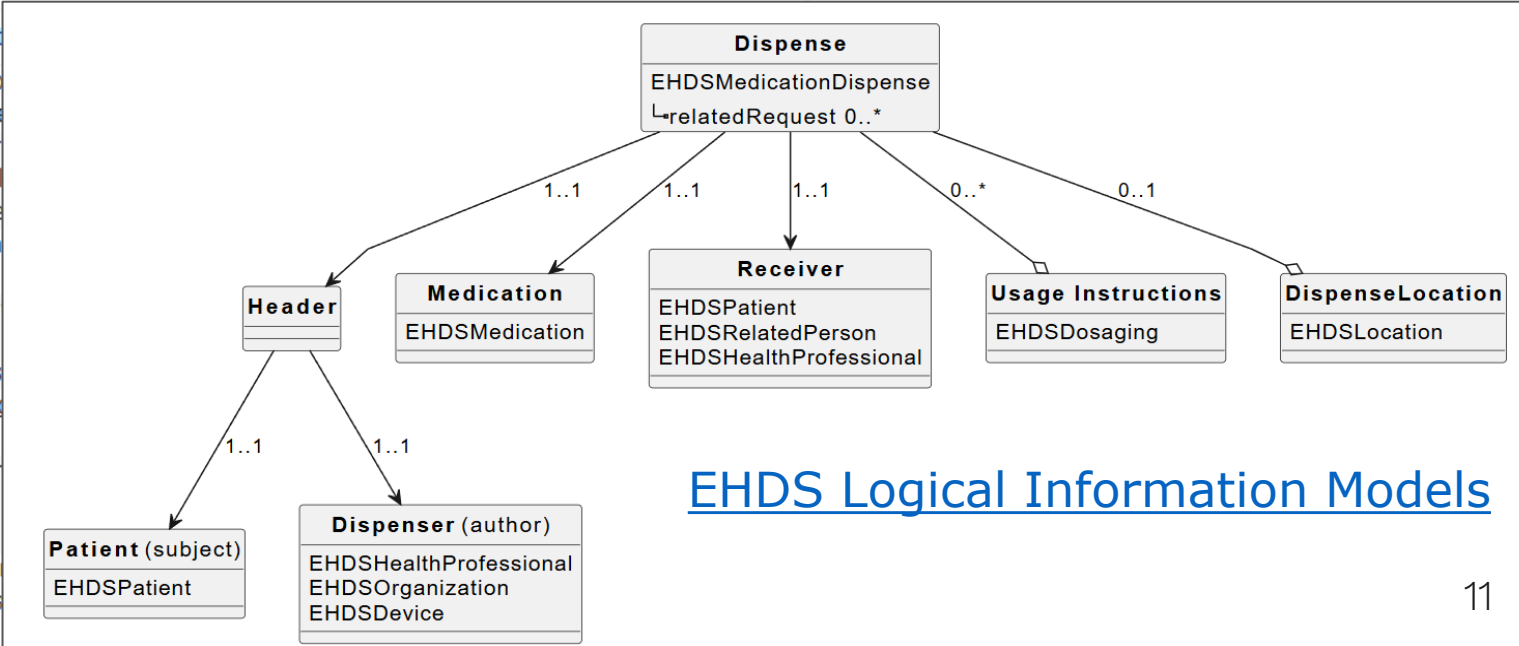 Dispense
EHDSMedicationDispense
relatedRequest 0..*
1..1
1..1
1..1
0..*
0..1
Header
Medication
EHDSMedication
Receiver
EHDSPatient
EHDSRelatedPerson
EHDSHealthProfessional
Usage Instructions
EHDSDosaging
DispenseLocation
EHDSLocation
1..1
1..1
Patient (subject)
EHDSPatient
Dispenser (author)
EHDSHealthProfessional
EHDSOrganization
EHDSDevice
EHDS Logical Information Models
11